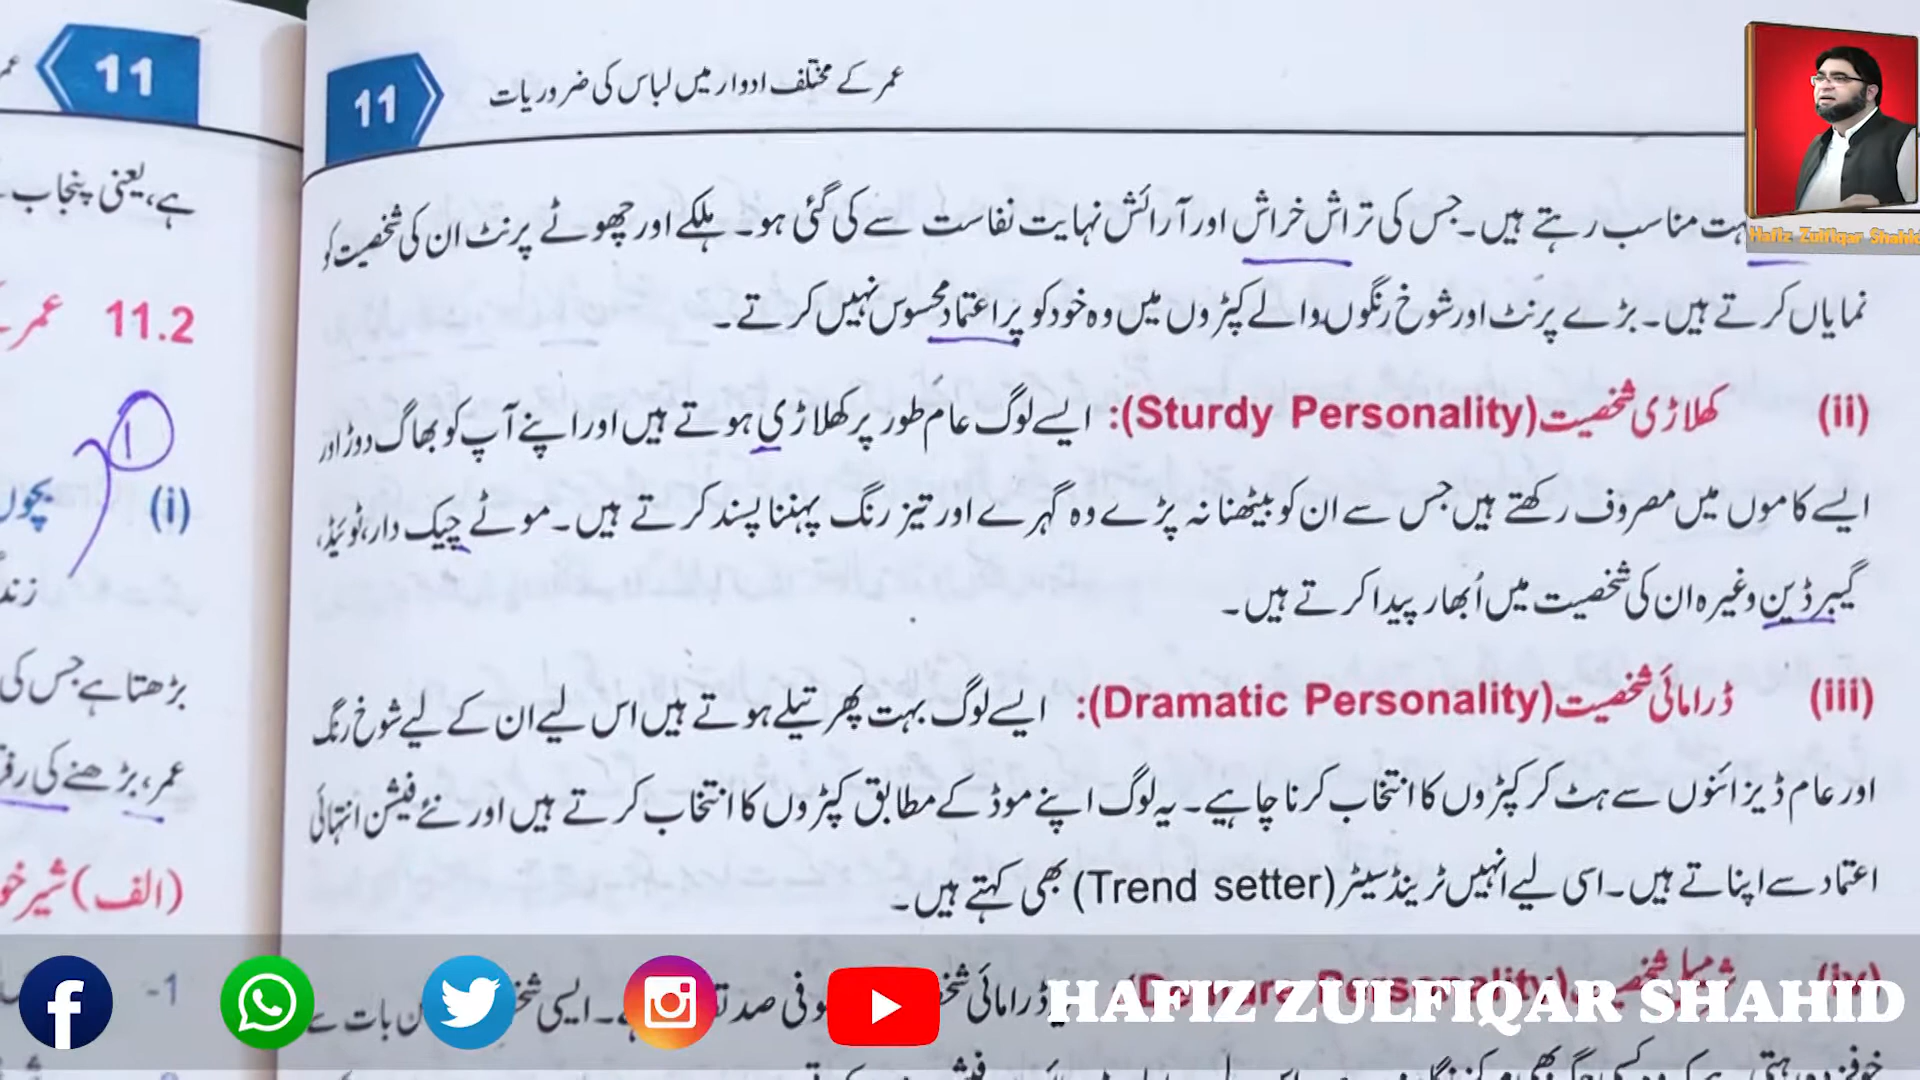 11
عمر کے مختلف ادوار میں لباس کی ضروریات
مناسب رہتے ہیں۔ جس کی تراش خراش اور آرائش نہایت نفاست سے کی گئی ہو۔ ہلکے اور چھوٹے پرنٹ ان کی شخصیت کو
نمایاں کرتے ہیں۔ بڑے پرنٹ اور شوخ رنگوں والے کپڑوں میں وہ خود کو پر اعتماد محسوس نہیں کرتے۔
(ii) کھلاڑی شخصیت (Sturdy Personality): ایسے لوگ عام طور پر کھلاڑی ہوتے ہیں اور اپنے آپ کو بھاگ دوڑ اور
ایسے کاموں میں مصروف رکھتے ہیں جس سے ان کو بیٹھنا نہ پڑے وہ گہرے اور تیز رنگ پہننا پسند کرتے ہیں۔ موٹے چیک دار، ٹوئیڈ،
گیبرڈین وغیرہ ان کی شخصیت میں اُبھار پیدا کرتے ہیں۔
(iii) ڈرامائی شخصیت (Dramatic Personality): ایسے لوگ بہت پھرتیلے ہوتے ہیں اس لیے ان کے لیے شوخ رنگ
اور عام ڈیزائنوں سے ہٹ کر کپڑوں کا انتخاب کرنا چاہیے۔ یہ لوگ اپنے موڈ کے مطابق کپڑوں کا انتخاب کرتے ہیں اور نئے فیشن انتہائی
اعتماد سے اپناتے ہیں۔ اسی لیے انہیں ٹرینڈ سیٹر (Trend setter) بھی کہتے ہیں۔
11
ہے، یعنی پنجاب
11.2 عمر
1
(i)
بڑھتا ہے جس کی
عمر، بڑھنے کی
(الف)
-1
Hafiz Zulfiqar Shahid
HAFIZ ZULFIQAR SHAHID